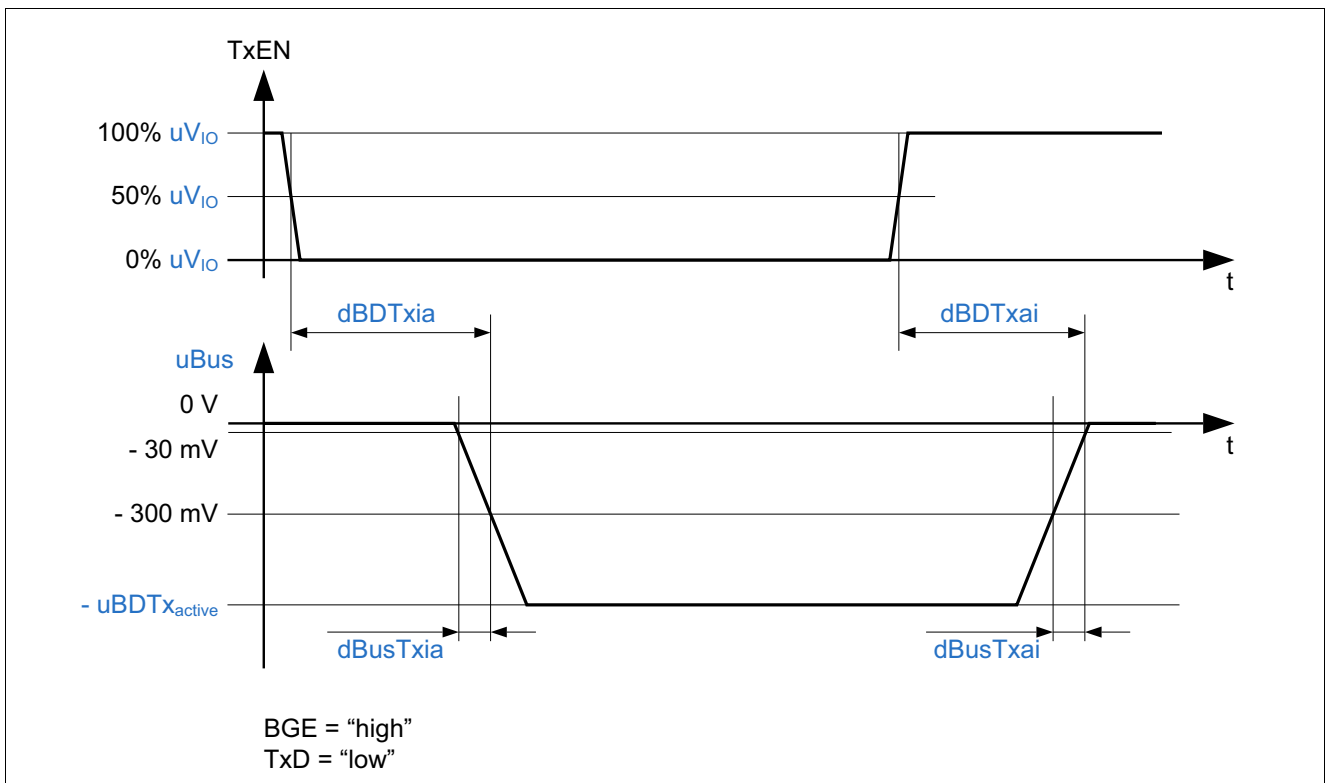 TxEN
100% uVIO
50% uVIO
0% uVIO
t
dBDTxia
dBDTxai
uBus
0 V
- 30 mV
t
- 300 mV
- uBDTxactive
dBusTxia
dBusTxai
BGE = “high”
TxD = “low”